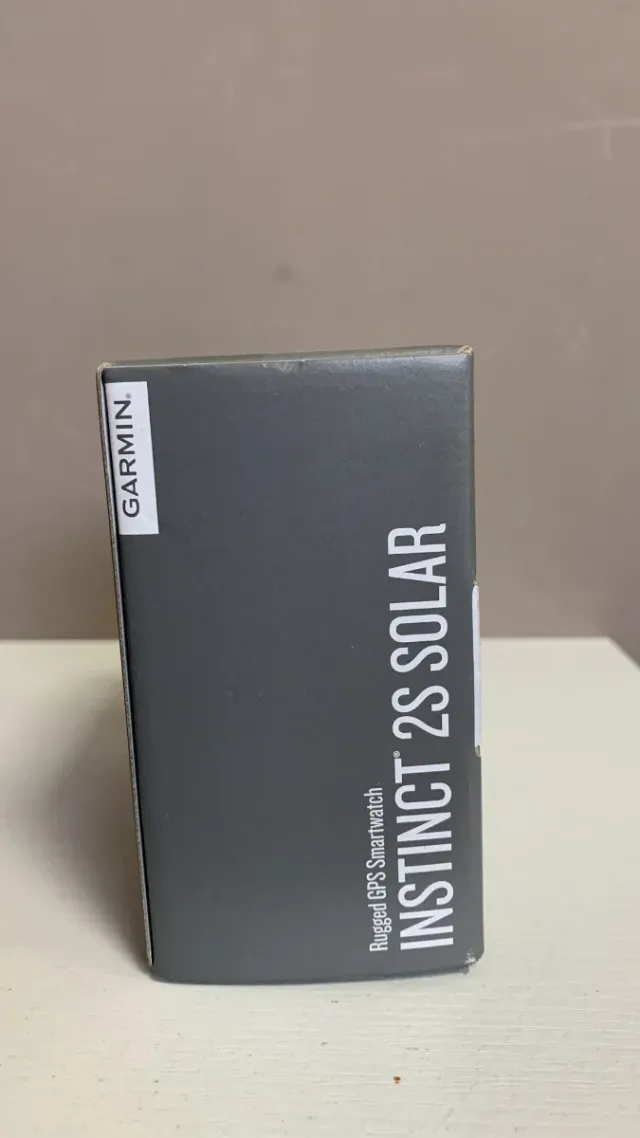 GARMIN®
Rugged GPS Smartwatch
INSTINCT® 2S SOLAR